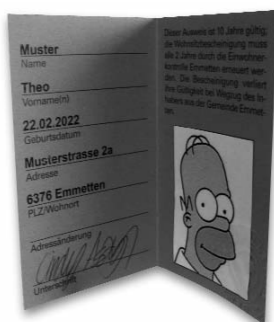 Muster
Name
Theo
Vorname(n)
22.02.2022
Geburtsdatum
Musterstrasse 2a
Adresse
6376 Emmetten
PLZ/Wohnort
Adressänderung
Unterschrift
Dieser Ausweis ist 10 Jahre gültig;
die Wohnsitzbescheinigung muss
alle 2 Jahre durch die Einwohner-
kontrolle Emmetten erneuert wer-
den. Die Bescheinigung verliert
ihre Gültigkeit bei Wegzug des In-
habers aus der Gemeinde Emmet-
ten.